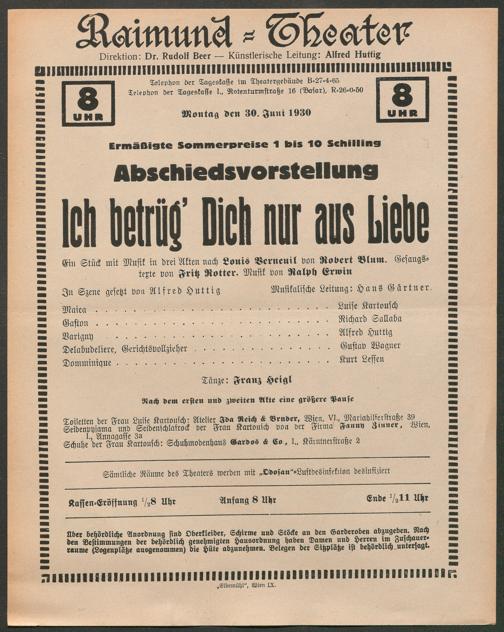 Raimund-Theater
Direktion: Dr. Rudolf Beer — Künstlerische Leitung: Alfred Huttig
Telephon der Tageskasse im Theatergebäude B-27-4-65
Telephon der Tageskasse I., Rotenturmstraße 16 (Basar), R-26-0-50
8 UHR
8 UHR
Montag den 30. Juni 1930
Ermäßigte Sommerpreise 1 bis 10 Schilling
Abschiedsvorstellung
Ich betrüg' Dich nur aus Liebe
Ein Stück mit Musik in drei Akten nach Louis Verneuil von Robert Blum. Gesangs-
texte von Fritz Rotter. Musik von Ralph Erwin
In Szene gesetzt von Alfred Huttig Musikalische Leitung: Hans Gärtner
Maica . . . . . . . . . . . . . . . . . . . . Luise Kartousch
Gaston . . . . . . . . . . . . . . . . . . . . Richard Sallaba
Varigny . . . . . . . . . . . . . . . . . . . . Alfred Huttig
Delabudeliere, Gerichtsvollzieher . . . . . . . . . . Gustav Wagner
Domminique . . . . . . . . . . . . . . . . . . . . Kurt Lessen
Tänze: Franz Heigl
Nach dem ersten und zweiten Akte eine größere Pause
Toiletten der Frau Luise Kartousch: Atelier Ida Reich & Bruder, Wien, VI., Mariahilferstraße 39
Seidenpyjama und Seidenschlafrock der Frau Kartousch von der Firma Fanny Zinner, Wien,
I., Annagasse 3a
Schuhe der Frau Kartousch: Schuhmodenhaus Gardos & Co., I., Kärntnerstraße 2
Sämtliche Räume des Theaters werden mit „Odosan"-Luftdesinfektion desinfiziert
Kassen-Eröffnung ½8 Uhr Anfang 8 Uhr Ende ½11 Uhr
Über behördliche Anordnung sind Oberkleider, Schirme und Stöcke an den Garderoben abzugeben. Nach
den Bestimmungen der behördlich genehmigten Hausordnung haben Damen und Herren im Zuschauer-
raume (Logenplätze ausgenommen) die Hüte abzunehmen. Belegen der Sitzplätze ist behördlich untersagt.
„Elbemühl", Wien IX.